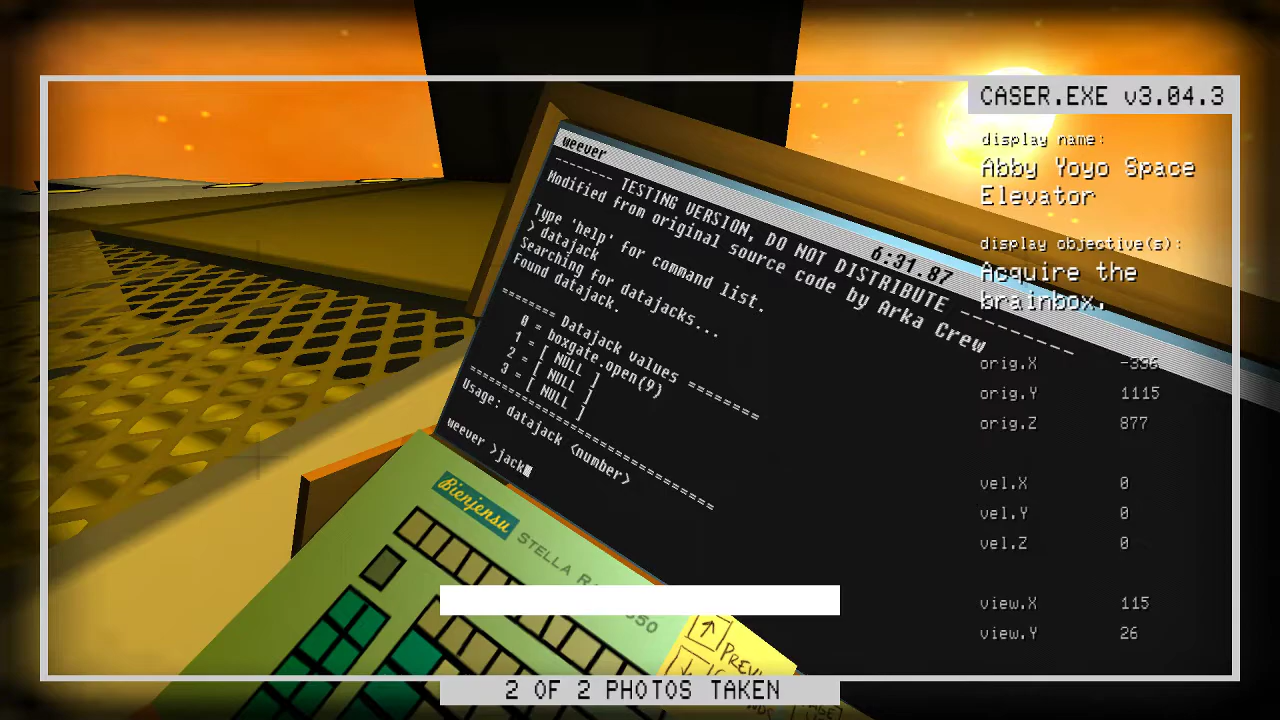 CASER.EXE v3.04.3
display name:
Abby Yoyo Space
Elevator
display objective(s):
Acquire the
brainbox.
orig.X -336
orig.Y 1115
orig.Z 877
vel.X 0
vel.Y 0
vel.Z 0
view.X 115
view.Y 26
weever
6:31.87
------ TESTING VERSION, DO NOT DISTRIBUTE ----------
Modified from original source code by Arka Crew
Type 'help' for command list.
> datajack
Searching for datajacks...
Found datajack.
======= Datajack values ========
0 = boxgate.open(9)
1 = [ NULL ]
2 = [ NULL ]
3 = [ NULL ]
================================
Usage: datajack <number>
weever >jack
Bienjensu
STELLA
50
2 OF 2 PHOTOS TAKEN